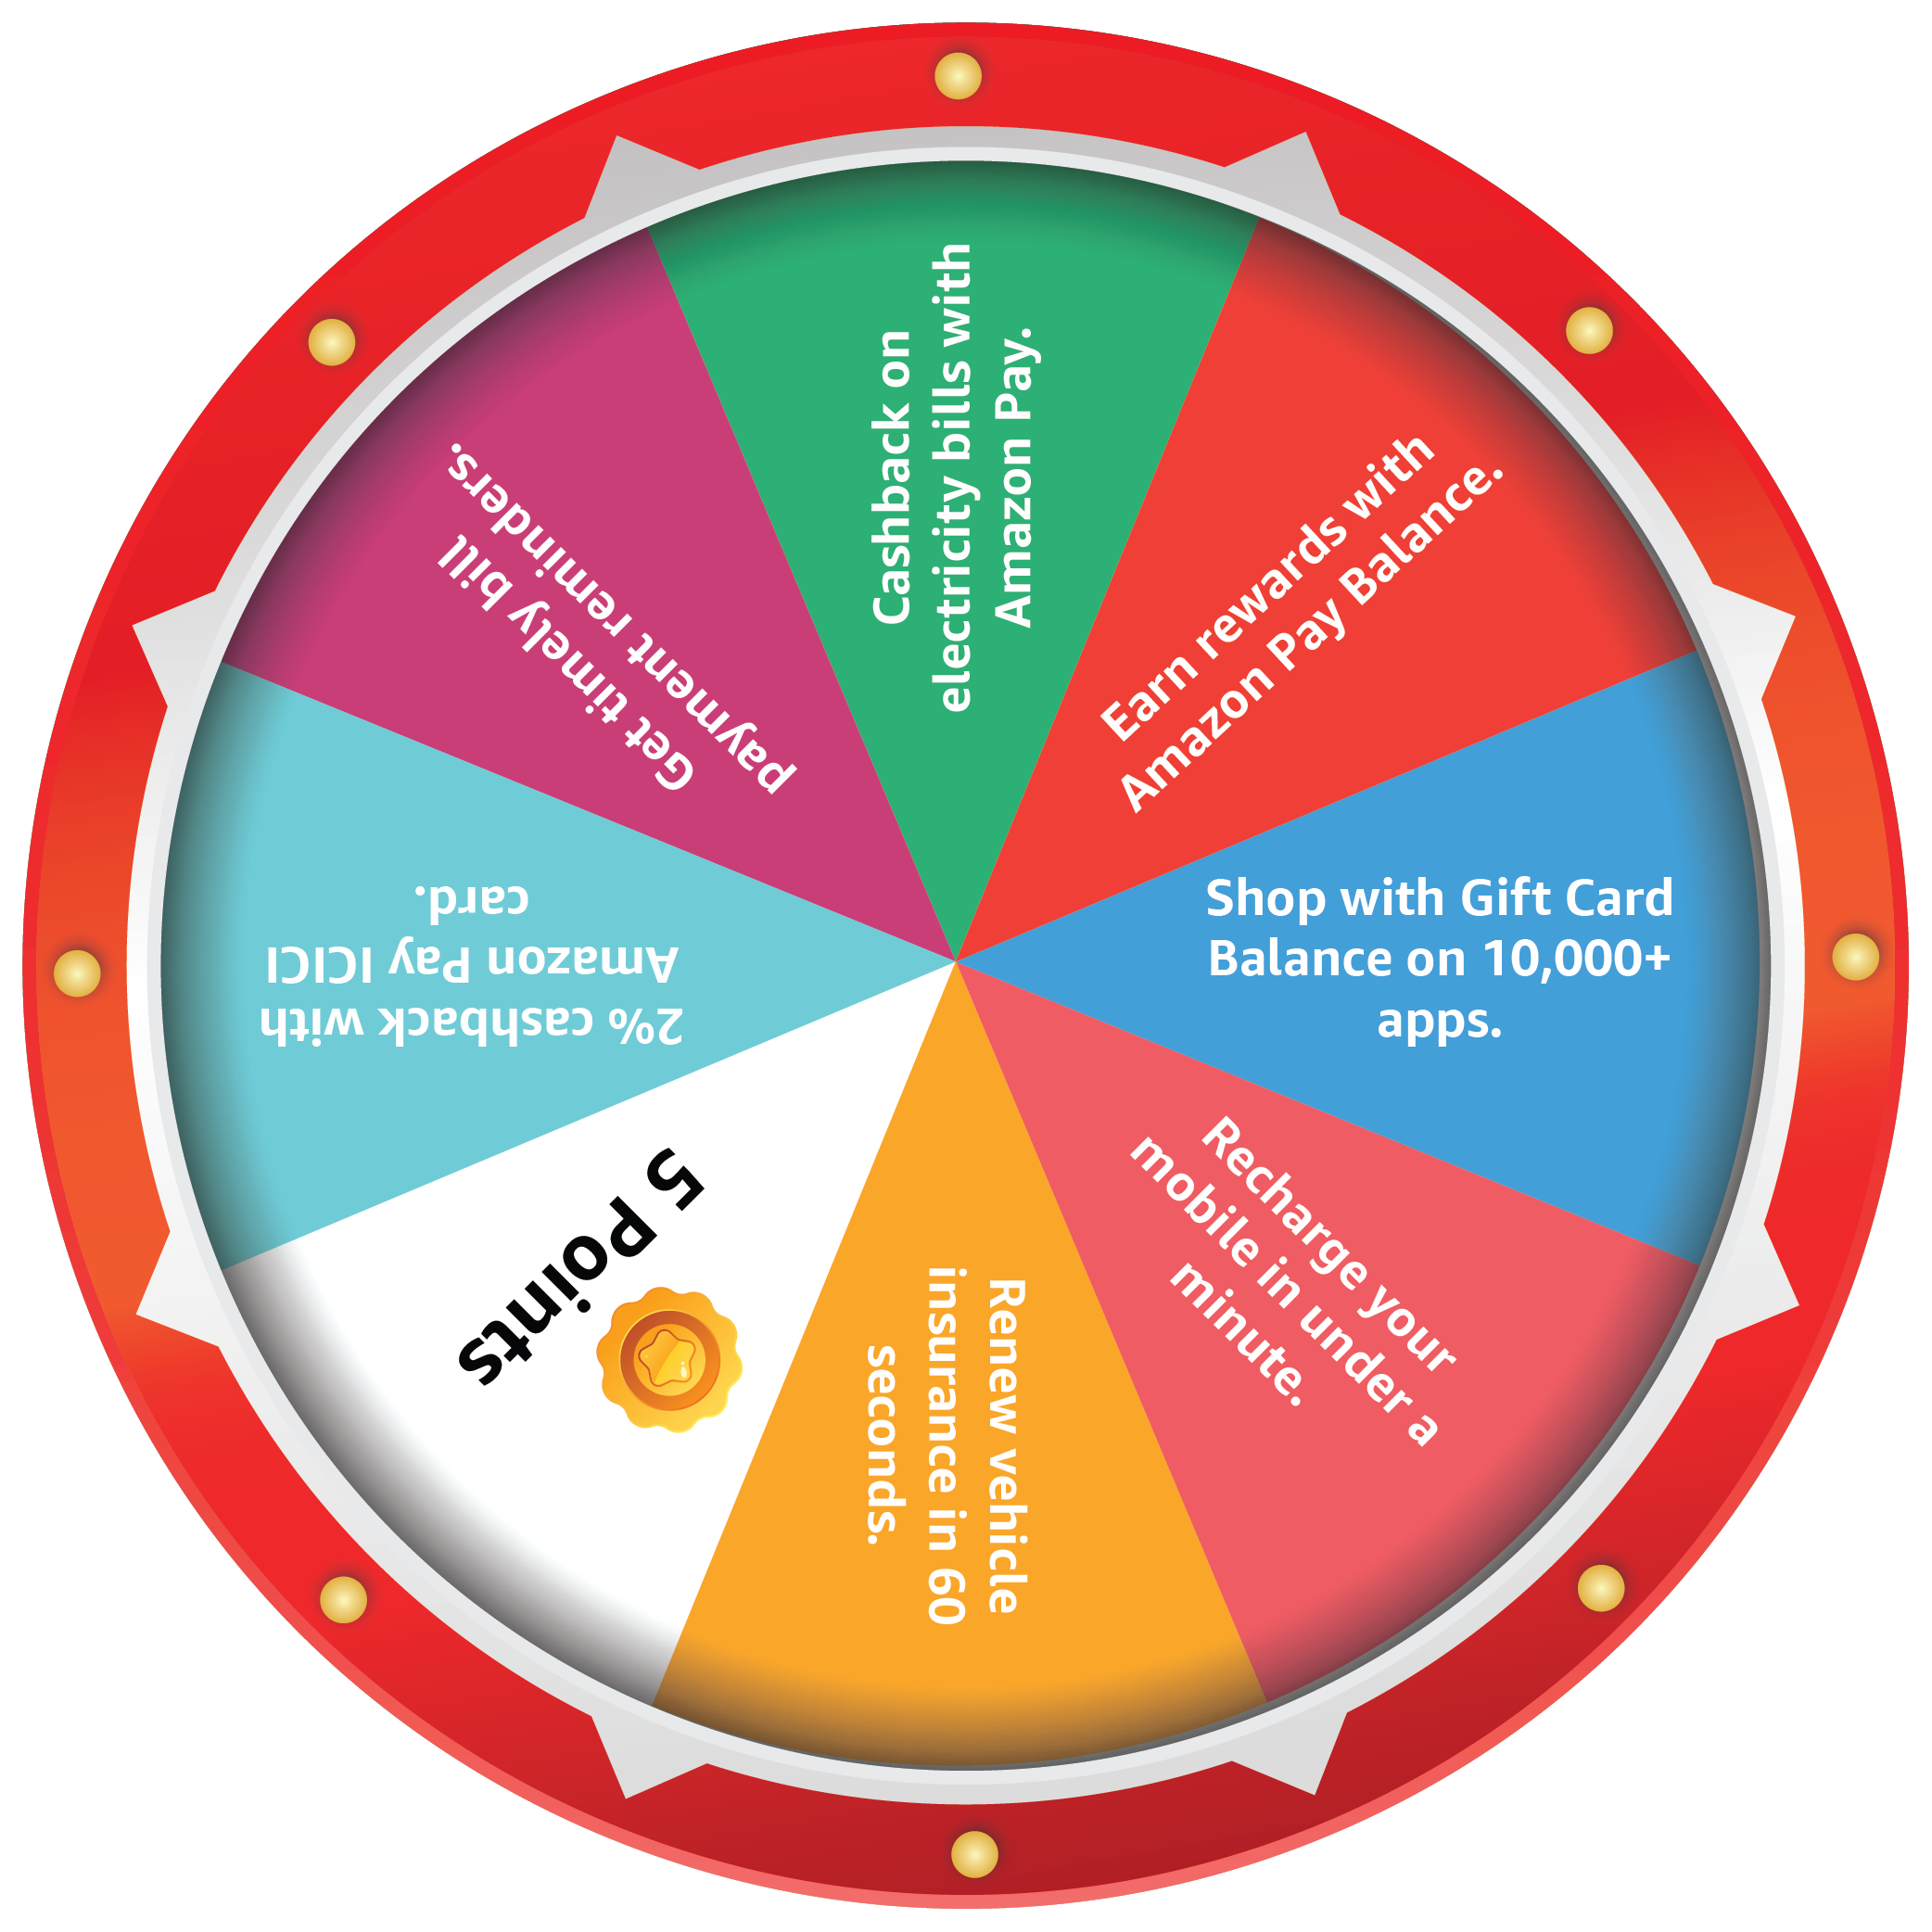 Cashback on
electricity bills with
Amazon Pay.
Earn rewards with
Amazon Pay Balance.
Shop with Gift Card
Balance on 10,000+
apps.
Recharge your
mobile in under a
minute.
Renew vehicle
insurance in 60
seconds.
5 Points
2% cashback with
Amazon Pay ICICI
card.
Get timely bill
payment reminders.